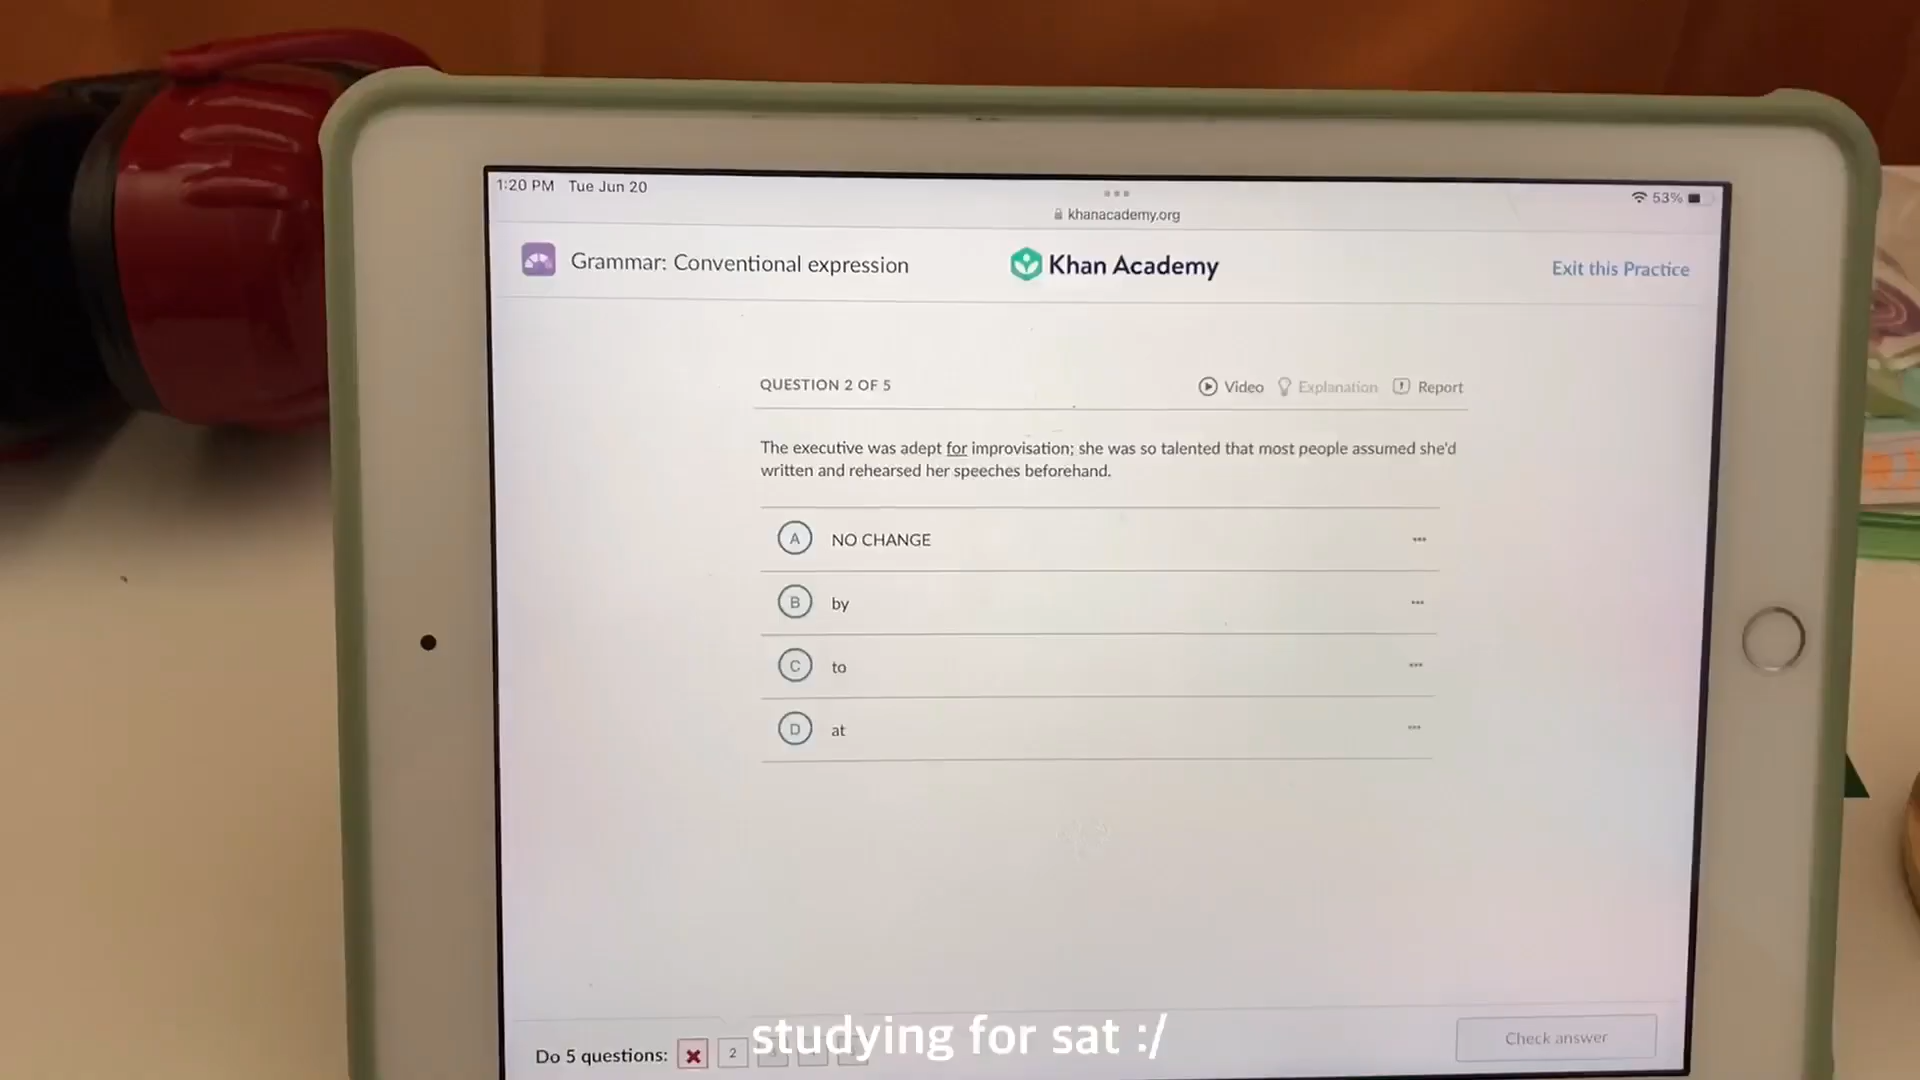 1:20 PM Tue Jun 20
53%
khanacademy.org
Grammar: Conventional expression
Khan Academy
Exit this Practice
QUESTION 2 OF 5
Video
Explanation
Report
The executive was adept for improvisation; she was so talented that most people assumed she'd
written and rehearsed her speeches beforehand.
A NO CHANGE
B by
C to
D at
Do 5 questions:
2
studying for sat :/
Check answer